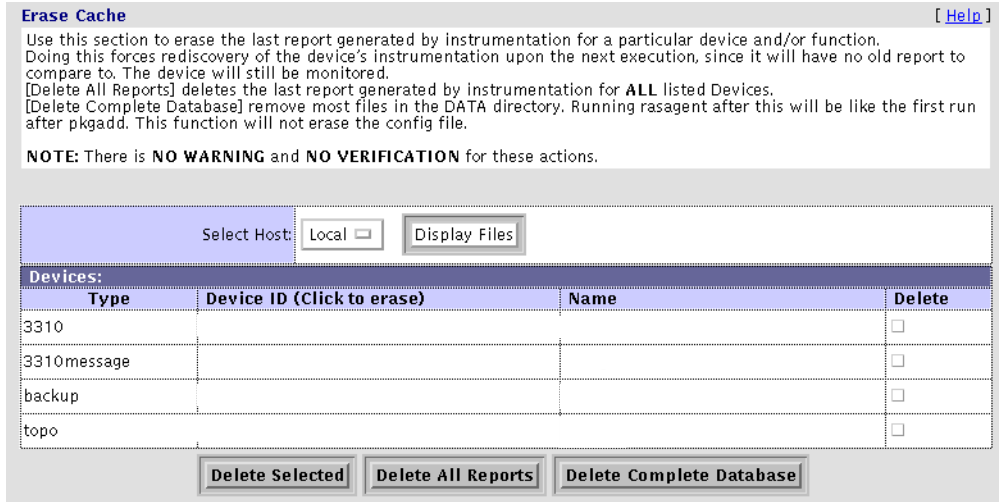 Erase Cache [ Help ]
Use this section to erase the last report generated by instrumentation for a particular device and/or function.
Doing this forces rediscovery of the device's instrumentation upon the next execution, since it will have no old report to
compare to. The device will still be monitored.
[Delete All Reports] deletes the last report generated by instrumentation for ALL listed Devices.
[Delete Complete Database] remove most files in the DATA directory. Running rasagent after this will be like the first run
after pkgadd. This function will not erase the config file.
NOTE: There is NO WARNING and NO VERIFICATION for these actions.
Select Host: Local Display Files
Devices:
Type Device ID (Click to erase) Name Delete
3310
3310message
backup
topo
Delete Selected Delete All Reports Delete Complete Database